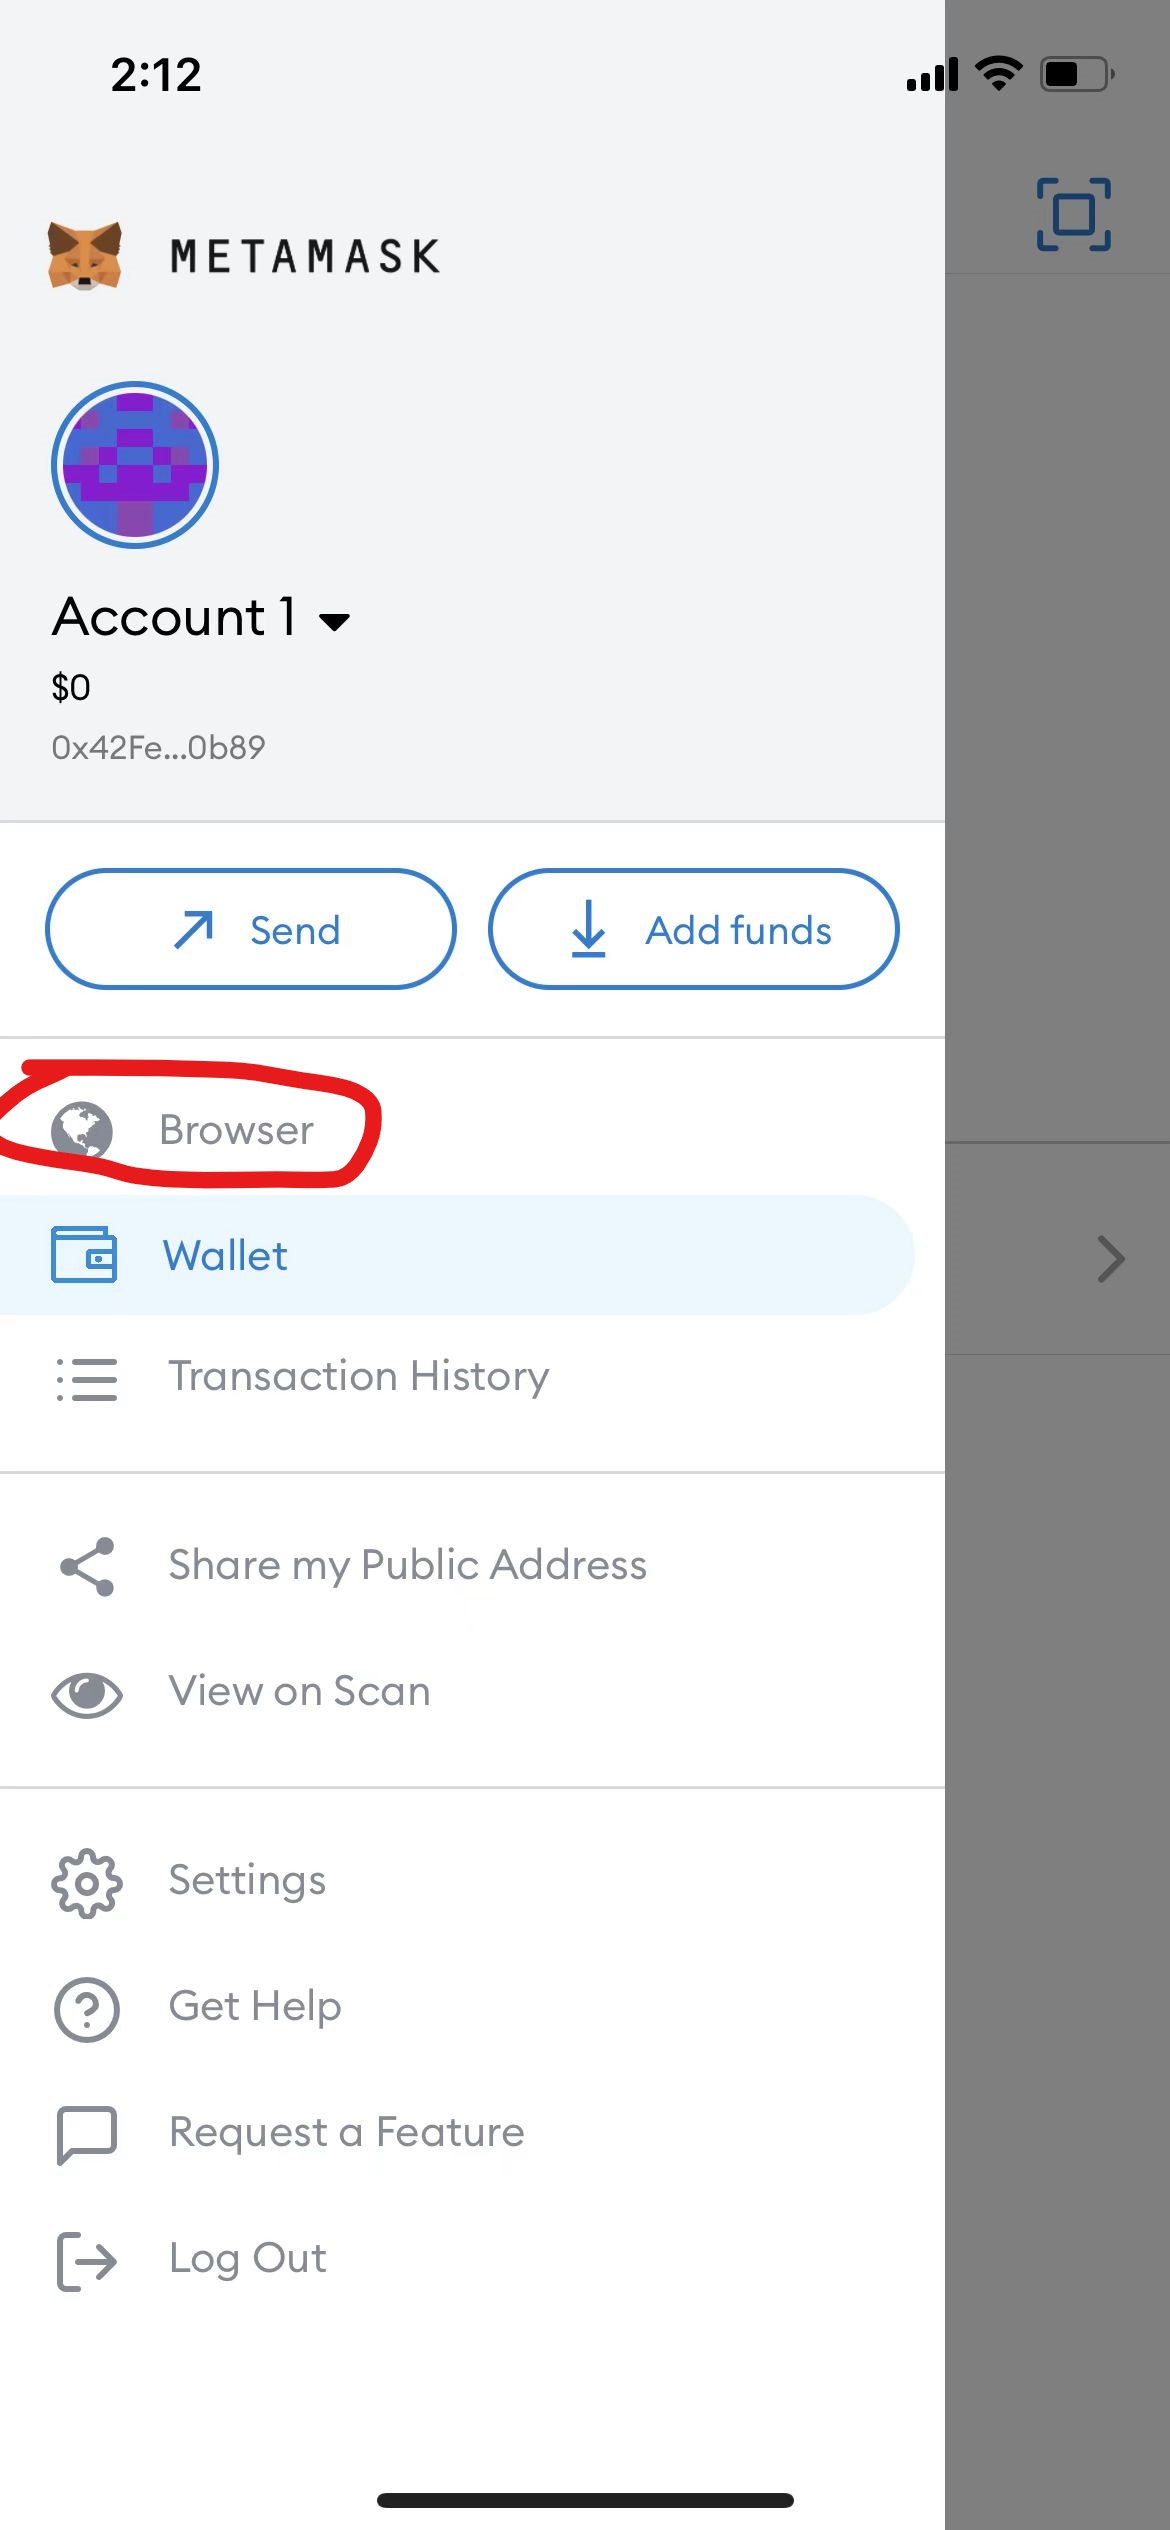 2:12
METAMASK
Account 1
$0
0x42Fe...0b89
Send
Add funds
Browser
Wallet
Transaction History
Share my Public Address
View on Scan
Settings
Get Help
Request a Feature
Log Out